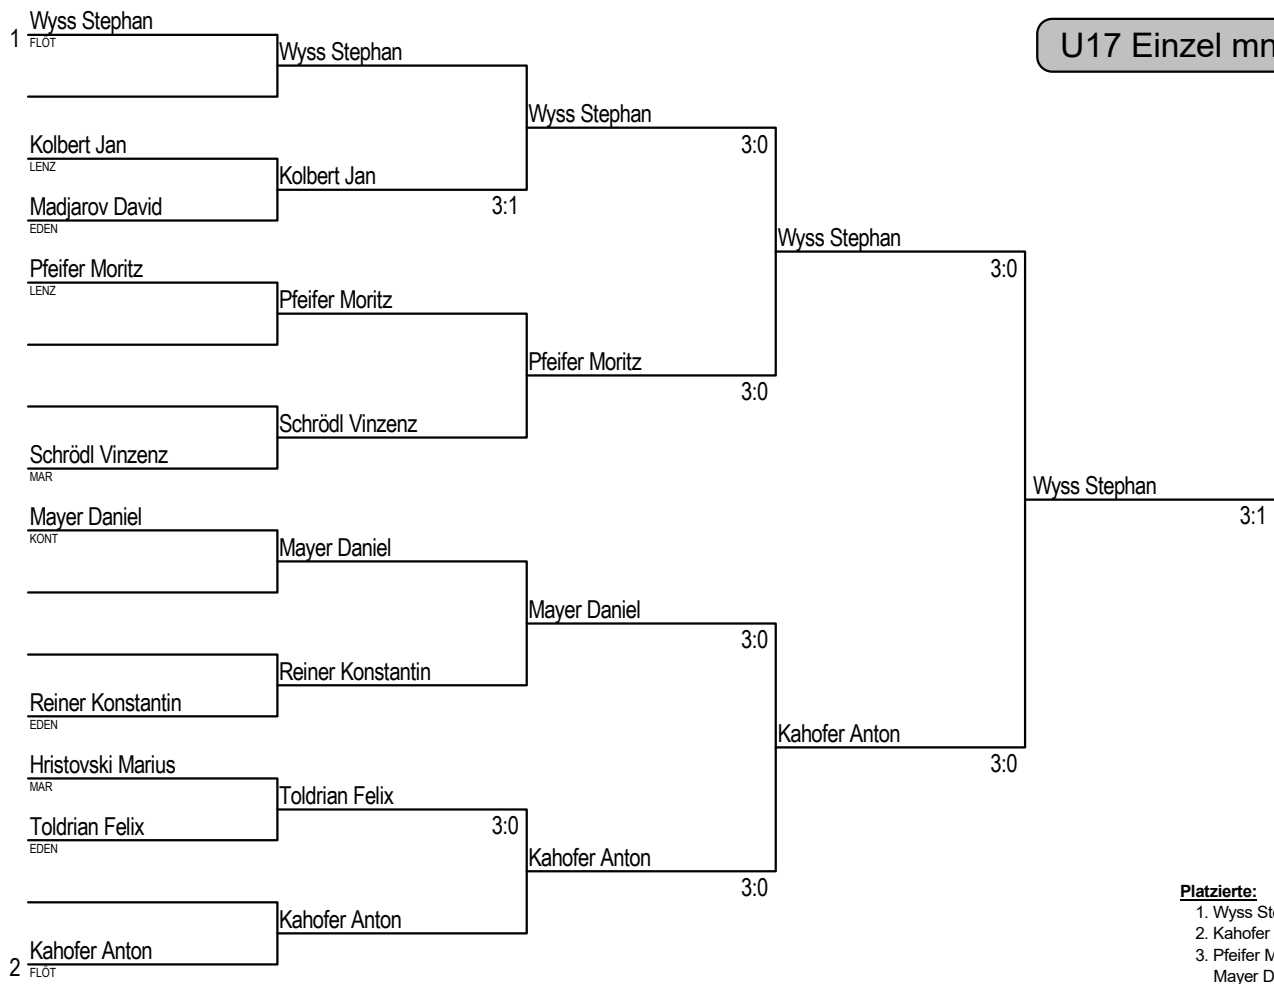 1 Wyss Stephan
FLÖT
Wyss Stephan
U17 Einzel mn
Wyss Stephan
3:0
Kolbert Jan
LENZ
Kolbert Jan
3:1
Madjarov David
EDEN
Wyss Stephan
3:0
Pfeifer Moritz
LENZ
Pfeifer Moritz
Pfeifer Moritz
3:0
Schrödl Vinzenz
Schrödl Vinzenz
MAR
Wyss Stephan
3:1
Mayer Daniel
KONT
Mayer Daniel
Mayer Daniel
3:0
Reiner Konstantin
Reiner Konstantin
EDEN
Kahofer Anton
3:0
Hristovski Marius
MAR
Toldrian Felix
3:0
Toldrian Felix
EDEN
Kahofer Anton
3:0
Kahofer Anton
2 Kahofer Anton
FLÖT
Platzierte:
1. Wyss Ste
2. Kahofer
3. Pfeifer M
Mayer D